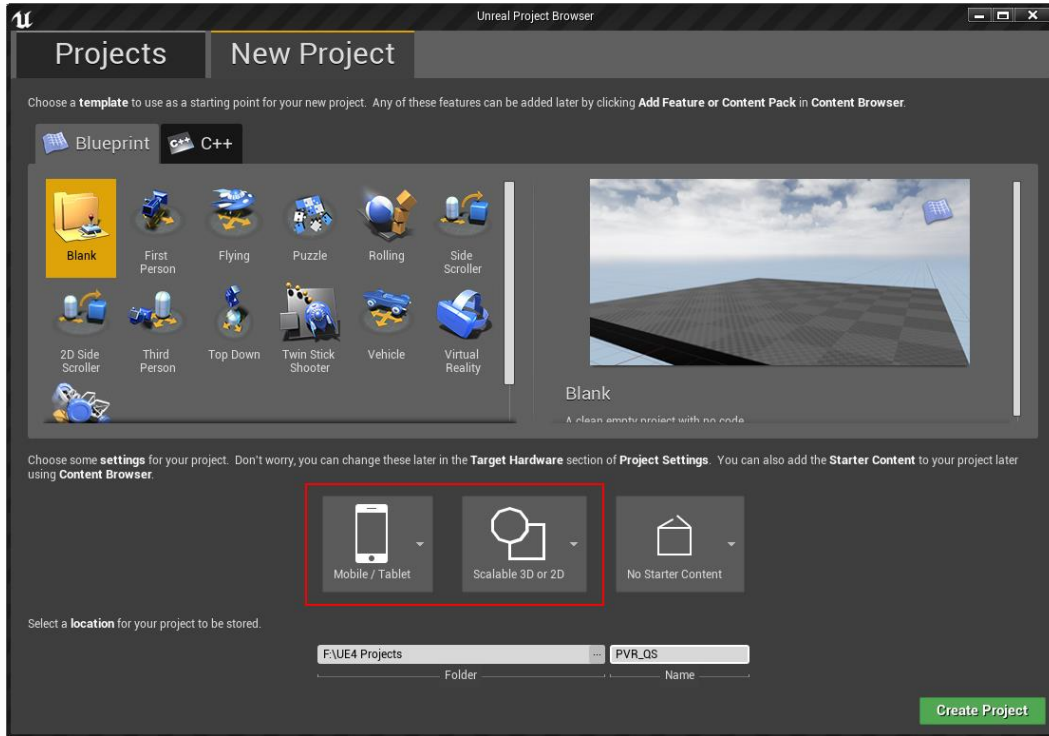 Unreal Project Browser
Projects
New Project
Choose a template to use as a starting point for your new project. Any of these features can be added later by clicking Add Feature or Content Pack in Content Browser.
Blueprint
C++
C++
Blank
First
Person
Flying
Puzzle
Rolling
Side
Scroller
2D Side
Scroller
Third
Person
Top Down
Twin Stick
Shooter
Vehicle
Virtual
Reality
Blank
A clean empty project with no code.
Choose some settings for your project. Don't worry, you can change these later in the Target Hardware section of Project Settings. You can also add the Starter Content to your project later
using Content Browser.
Mobile / Tablet
Scalable 3D or 2D
No Starter Content
Select a location for your project to be stored.
F:\UE4 Projects
...
PVR_QS
Folder
Name
Create Project